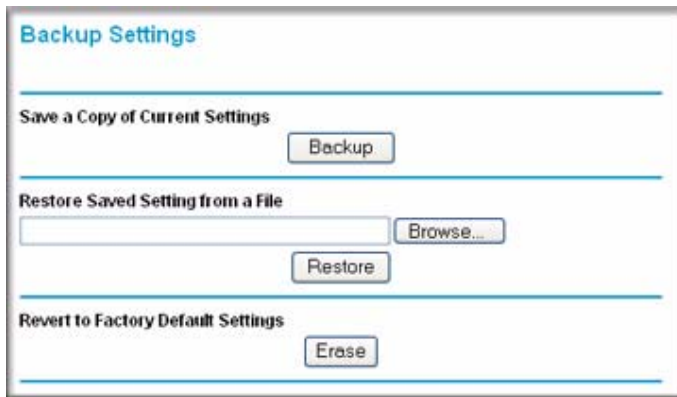 Backup Settings
Save a Copy of Current Settings
Backup
Restore Saved Setting from a File
Browse...
Restore
Revert to Factory Default Settings
Erase